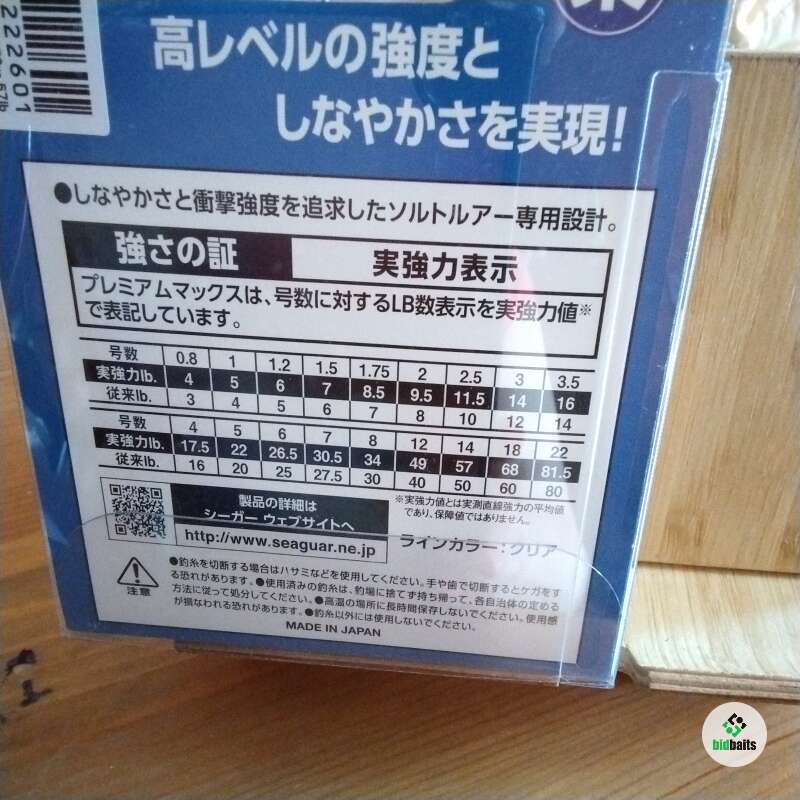 222601
高レベルの強度と
しなやかさを実現!
●しなやかさと衝撃強度を追求したソルトルアー専用設計。
強さの証 実強力表示
プレミアムマックスは、号数に対するLB数表示を実強力値※
で表記しています。
号数 0.8 1 1.2 1.5 1.75 2 2.5 3 3.5
実強力lb. 4 5 6 7 8.5 9.5 11.5 14 16
従来lb. 3 4 5 6 7 8 10 12 14
号数 4 5 6 7 8 12 14 18 22
実強力lb. 17.5 22 26.5 30.5 34 49 57 68 81.5
従来lb. 16 20 25 27.5 30 40 50 60 80
製品の詳細は
シーガー ウェブサイトへ
http://www.seaguar.ne.jp
※実強力値とは実測直線強力の平均値
であり、保障値ではありません。
ラインカラー:クリア
注意
●釣糸を切断する場合はハサミなどを使用してください。手や歯で切断するとケガをす
る恐れがあります。●使用済みの釣糸は、釣場に捨てず持ち帰って、各自治体の定める
方法に従って処分してください。●高温の場所に長時間保存しないでください。使用感
が損なわれる恐れがあります。●釣糸以外には使用しないでください。
MADE IN JAPAN
bidbaits